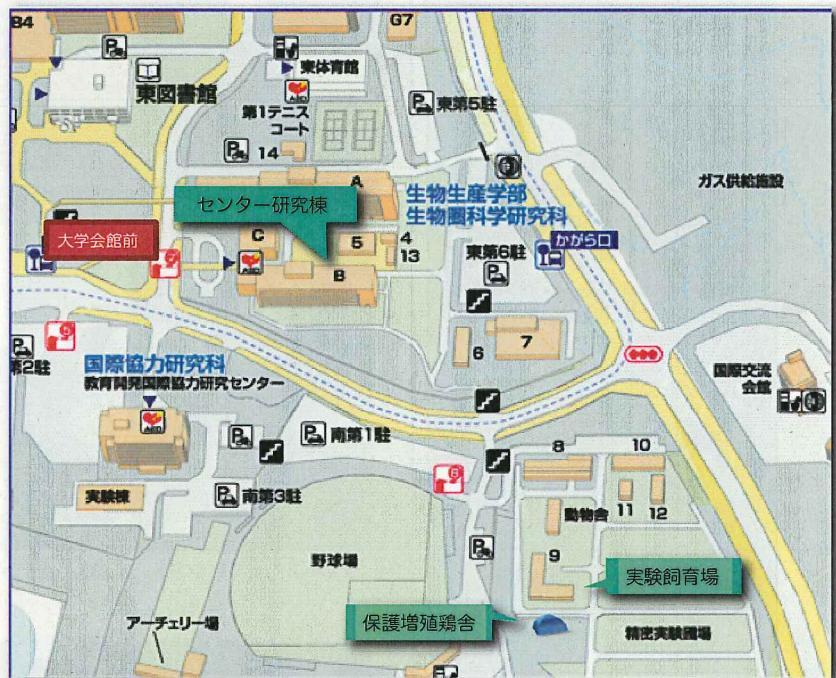 B4
G7
東図書館
東体育館
AED
第1テニス
コート
東第5駐
14
A
センター研究棟
生物生産学部
生物圏科学研究科
ガス供給施設
大学会館前
C
5
4
13
AED
B
東第6駐
かがら口
6
7
第2駐
国際協力研究科
教育開発国際協力研究センター
AED
国際交流
会館
南第1駐
8
10
実験棟
南第3駐
11
12
動物舎
野球場
9
実験飼育場
保護増殖鶏舎
アーチェリー場
精密実験圃場